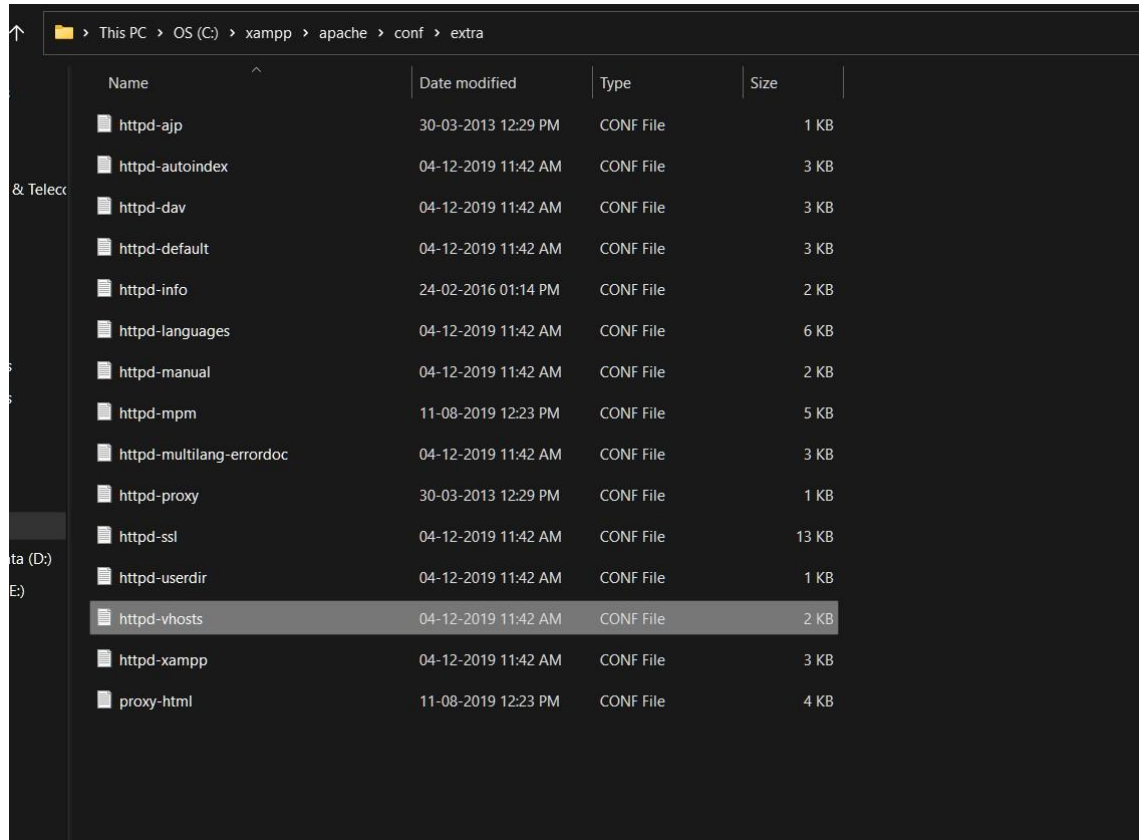 This PC > OS (C:) > xampp > apache > conf > extra
Name Date modified Type Size
httpd-ajp 30-03-2013 12:29 PM CONF File 1 KB
httpd-autoindex 04-12-2019 11:42 AM CONF File 3 KB
& Telecc
httpd-dav 04-12-2019 11:42 AM CONF File 3 KB
httpd-default 04-12-2019 11:42 AM CONF File 3 KB
httpd-info 24-02-2016 01:14 PM CONF File 2 KB
httpd-languages 04-12-2019 11:42 AM CONF File 6 KB
httpd-manual 04-12-2019 11:42 AM CONF File 2 KB
httpd-mpm 11-08-2019 12:23 PM CONF File 5 KB
httpd-multilang-errordoc 04-12-2019 11:42 AM CONF File 3 KB
httpd-proxy 30-03-2013 12:29 PM CONF File 1 KB
httpd-ssl 04-12-2019 11:42 AM CONF File 13 KB
ata (D:)
httpd-userdir 04-12-2019 11:42 AM CONF File 1 KB
E:)
httpd-vhosts 04-12-2019 11:42 AM CONF File 2 KB
httpd-xampp 04-12-2019 11:42 AM CONF File 3 KB
proxy-html 11-08-2019 12:23 PM CONF File 4 KB